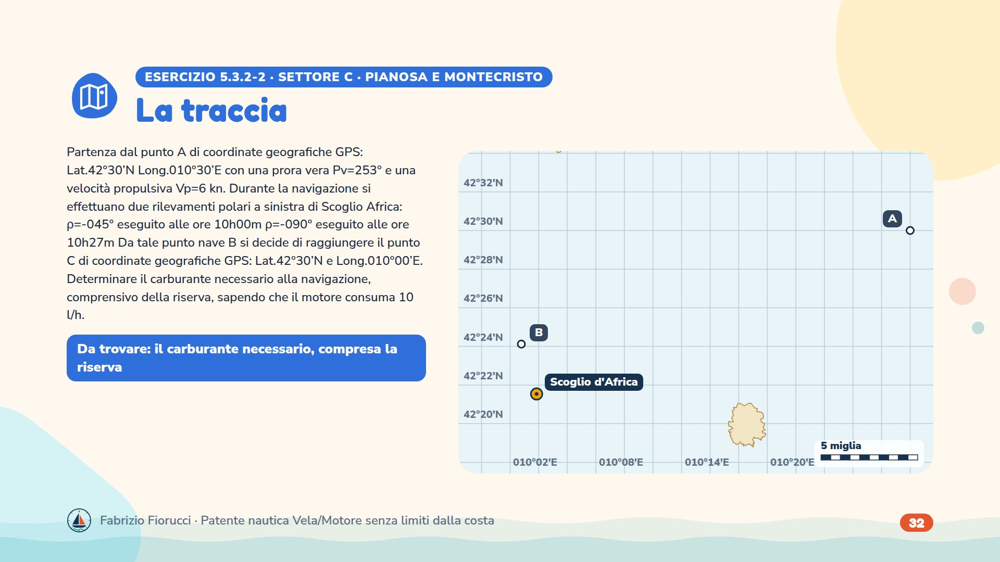 ESERCIZIO 5.3.2-2 · SETTORE C · PIANOSA E MONTECRISTO
La traccia
Partenza dal punto A di coordinate geografiche GPS:
Lat.42°30’N Long.010°30’E con una prora vera Pv=253° e una
velocità propulsiva Vp=6 kn. Durante la navigazione si
effettuano due rilevamenti polari a sinistra di Scoglio Africa:
ρ=-045° eseguito alle ore 10h00m ρ=-090° eseguito alle ore
10h27m Da tale punto nave B si decide di raggiungere il punto
C di coordinate geografiche GPS: Lat.42°30’N e Long.010°00’E.
Determinare il carburante necessario alla navigazione,
comprensivo della riserva, sapendo che il motore consuma 10
l/h.
Da trovare: il carburante necessario, compresa la
riserva
42°32'N
42°30'N
A
42°28'N
42°26'N
42°24'N
B
42°22'N
Scoglio d'Africa
42°20'N
5 miglia
010°02'E
010°08'E
010°14'E
010°20'E
Fabrizio Fiorucci · Patente nautica Vela/Motore senza limiti dalla costa
32